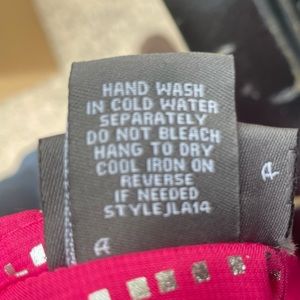 HAND WASH
IN COLD WATER
SEPARATELY
DO NOT BLEACH
HANG TO DRY
COOL IRON ON
REVERSE
IF NEEDED
STYLEJLA14